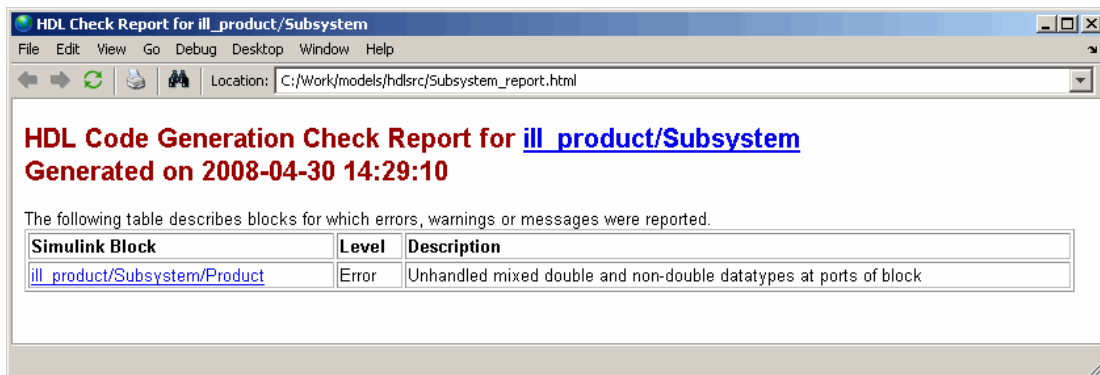 HDL Check Report for ill_product/Subsystem
File Edit View Go Debug Desktop Window Help
Location: C:/Work/models/hdlsrc/Subsystem_report.html
HDL Code Generation Check Report for ill_product/Subsystem
Generated on 2008-04-30 14:29:10
The following table describes blocks for which errors, warnings or messages were reported.
Simulink Block Level Description
ill_product/Subsystem/Product Error Unhandled mixed double and non-double datatypes at ports of block